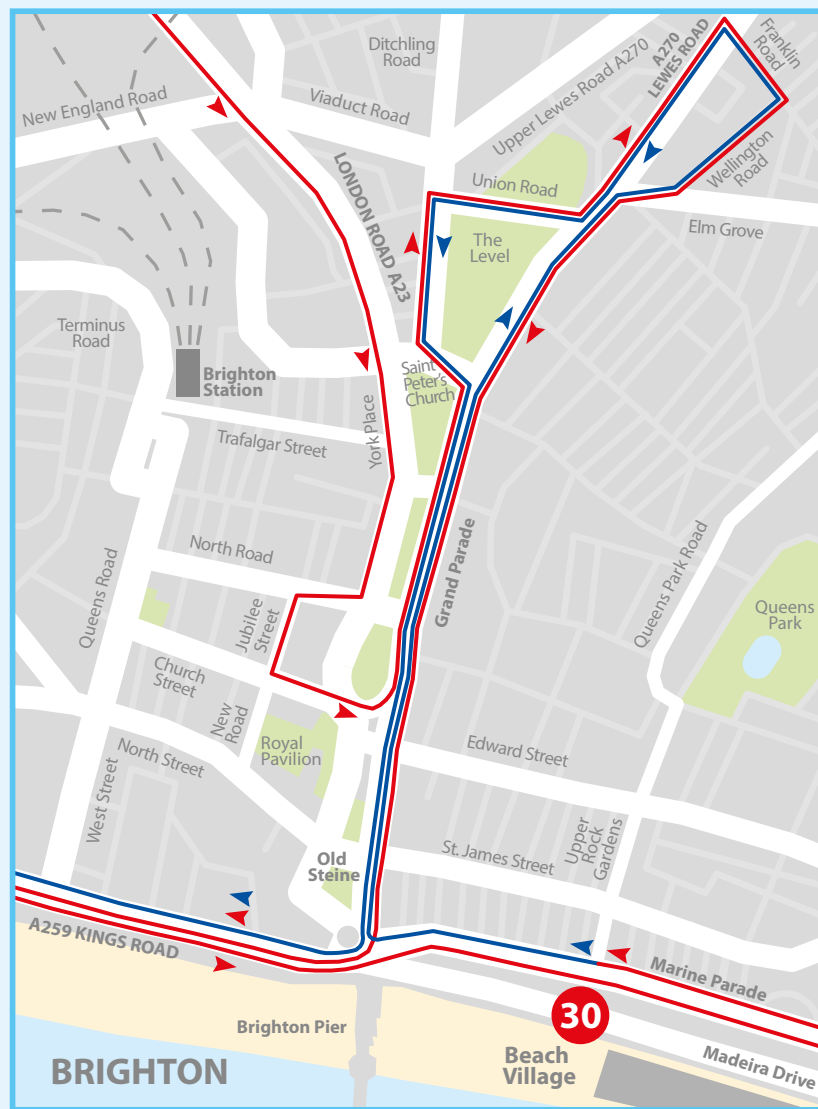 Ditchling
Road
A270
LEWES ROAD
Franklin
Road
New England Road
Viaduct Road
Upper Lewes Road A270
Wellington
Road
Union Road
LONDON ROAD A23
Elm Grove
The
Level
Terminus
Road
Brighton
Station
Saint
Peter's
Church
York Place
Trafalgar Street
North Road
Grand Parade
Queens Park Road
Queens Road
Jubilee
Street
Queens
Park
Church
Street
New
Road
Royal
Pavilion
North Street
Edward Street
West Street
Upper
Rock
Gardens
St. James Street
Old
Steine
A259 KINGS ROAD
Marine Parade
30
Brighton Pier
Beach
Village
Madeira Drive
BRIGHTON